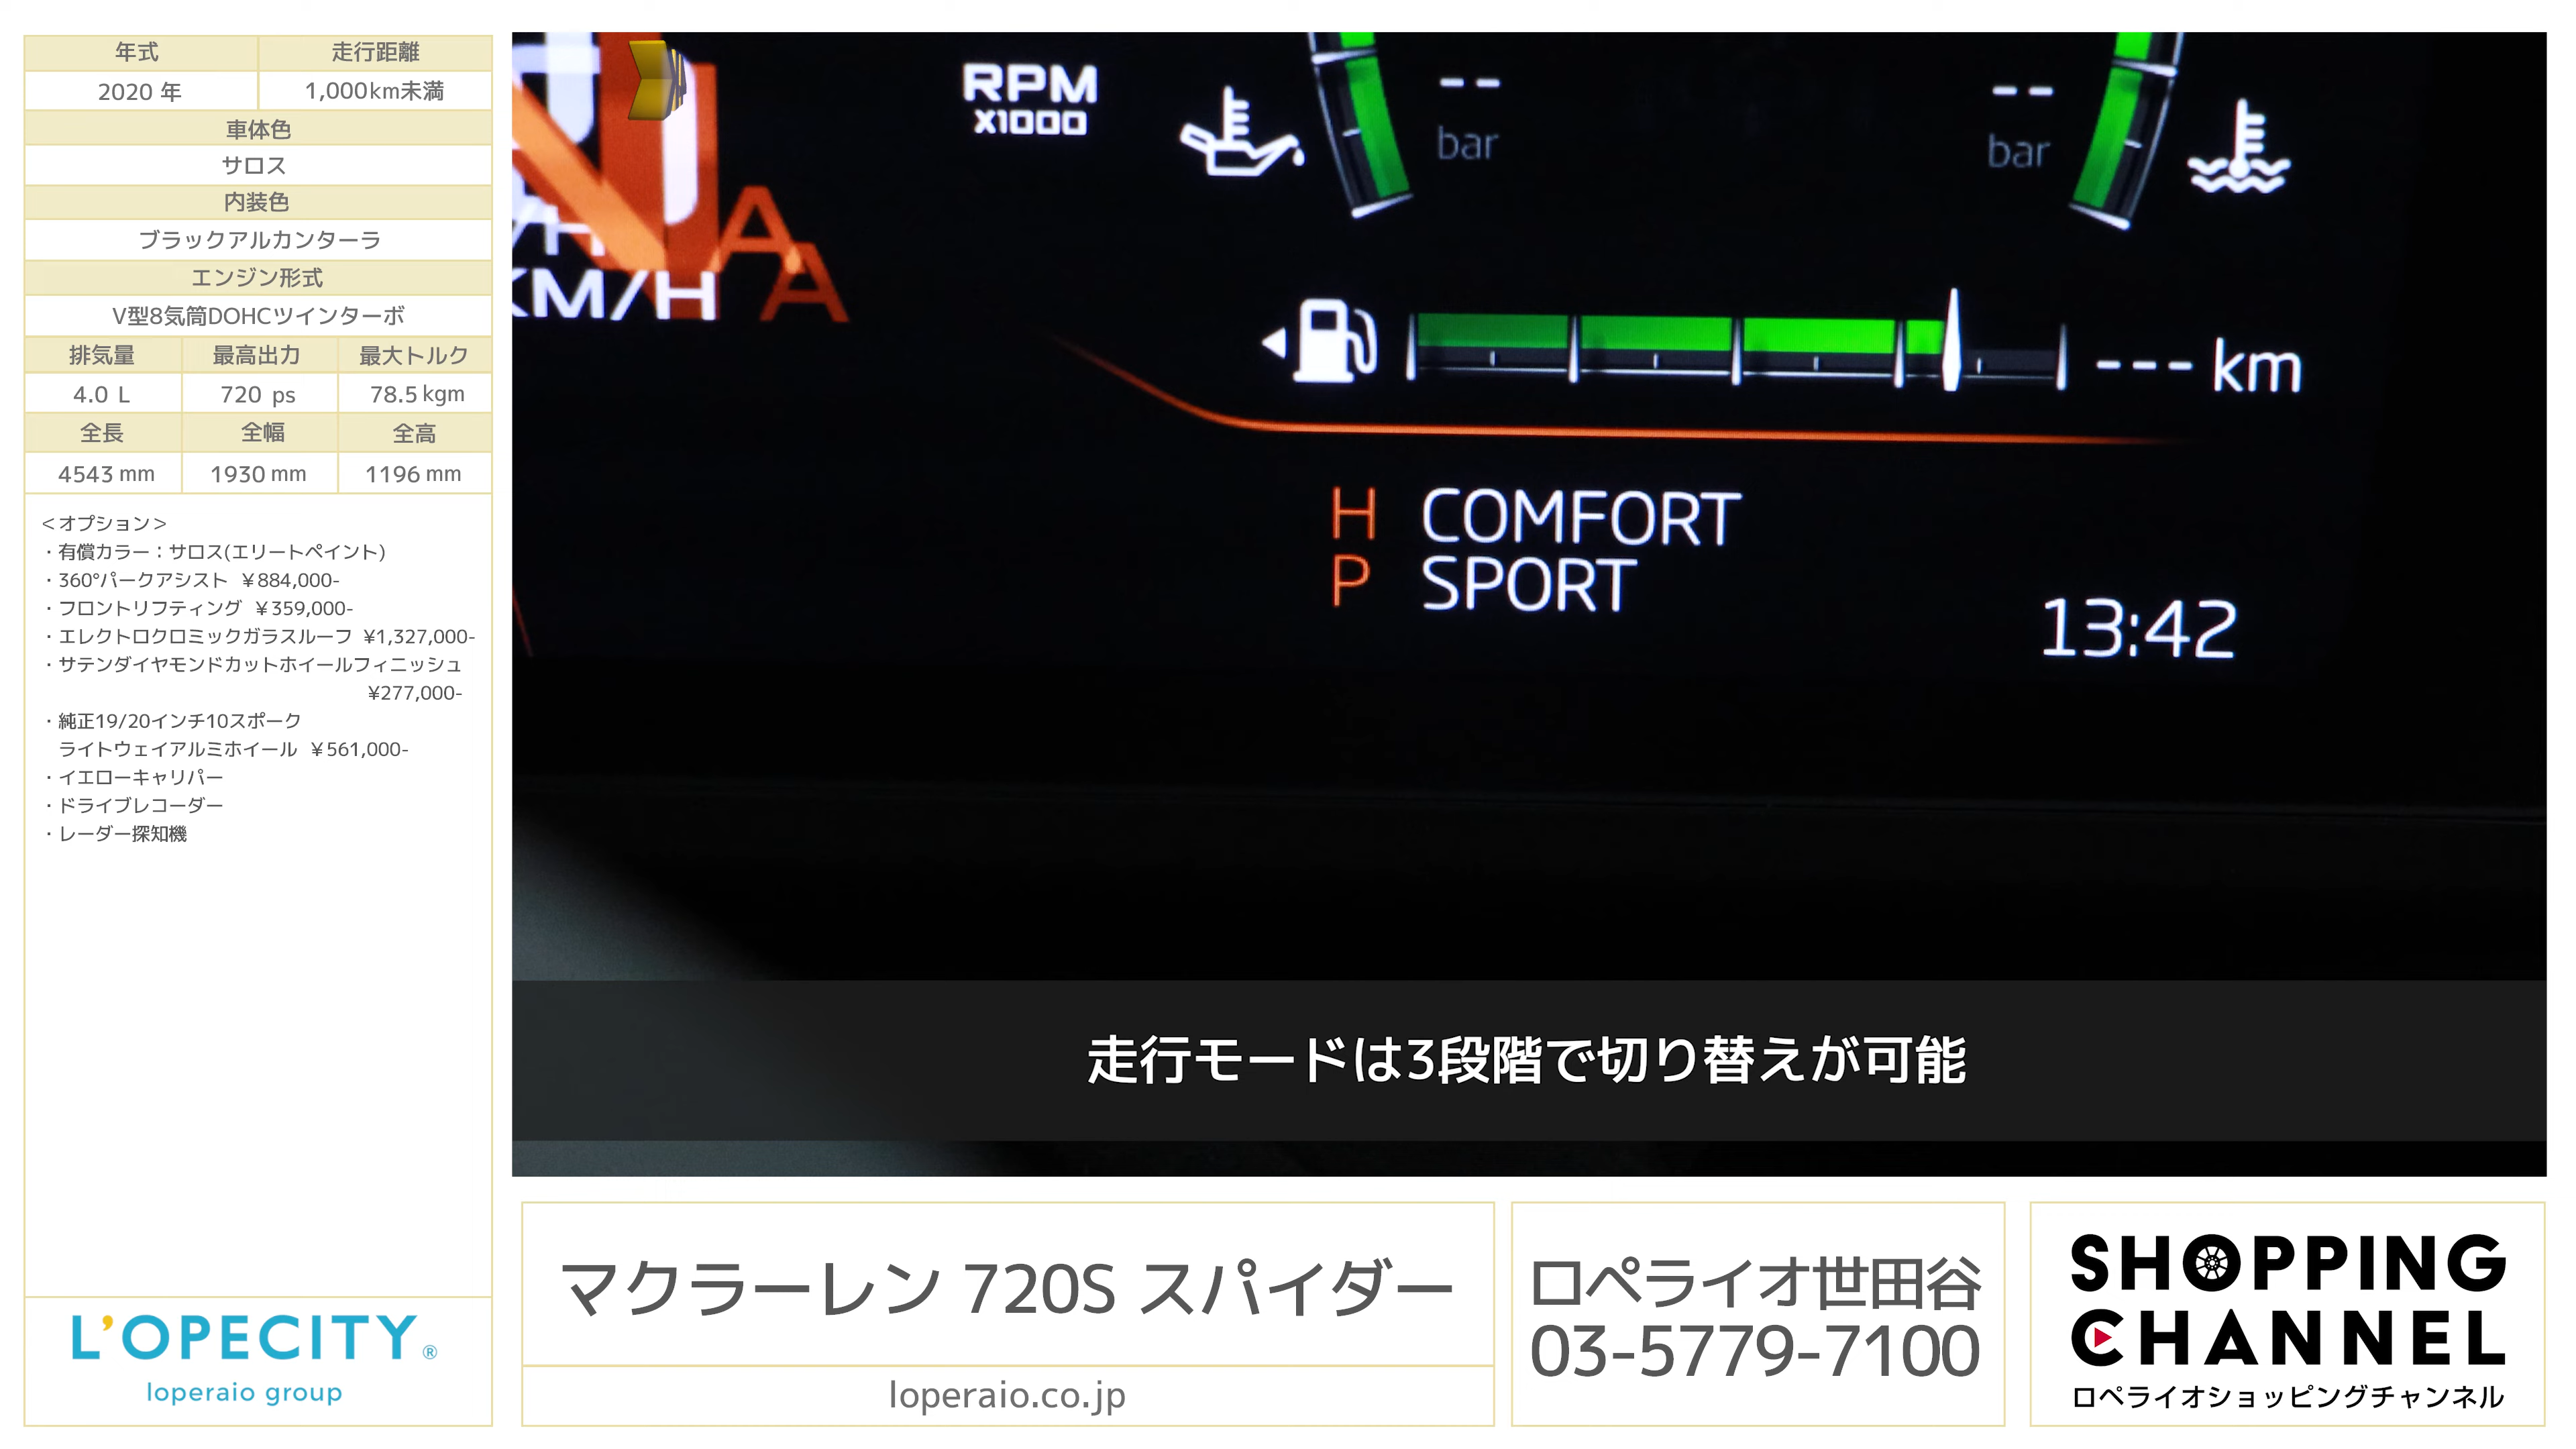 年式 走行距離
2020 年 1,000km未満
車体色
サロス
内装色
ブラックアルカンターラ
エンジン形式
V型8気筒DOHCツインターボ
排気量 最高出力 最大トルク
4.0 L 720 ps 78.5 kgm
全長 全幅 全高
4543 mm 1930 mm 1196 mm
＜オプション＞
・有償カラー：サロス(エリートペイント)
・360°パークアシスト ￥884,000-
・フロントリフティング ￥359,000-
・エレクトロクロミックガラスルーフ ¥1,327,000-
・サテンダイヤモンドカットホイールフィニッシュ
¥277,000-
・純正19/20インチ10スポーク
ライトウェイアルミホイール ￥561,000-
・イエローキャリパー
・ドライブレコーダー
・レーダー探知機
L'OPECITY®
loperaio group
RPM
X1000
-- bar
-- bar
/H A
KM/H A
--- km
H COMFORT
P SPORT
13:42
走行モードは3段階で切り替えが可能
マクラーレン 720S スパイダー
loperaio.co.jp
ロペライオ世田谷
03-5779-7100
SHOPPING
CHANNEL
ロペライオショッピングチャンネル